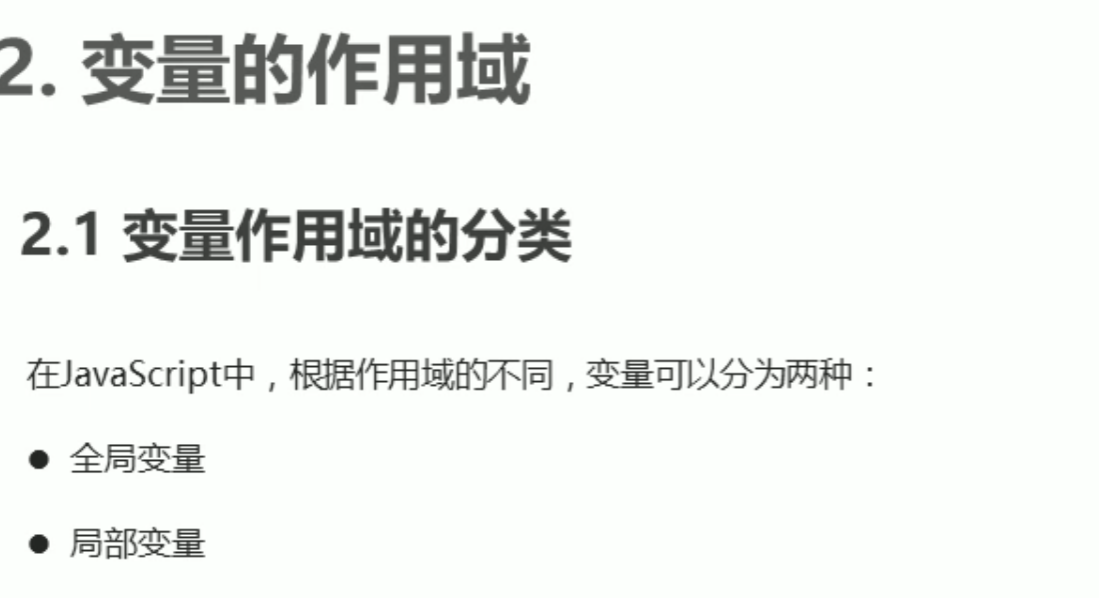 2. 变量的作用域
2.1 变量作用域的分类
在JavaScript中，根据作用域的不同，变量可以分为两种：
● 全局变量
● 局部变量